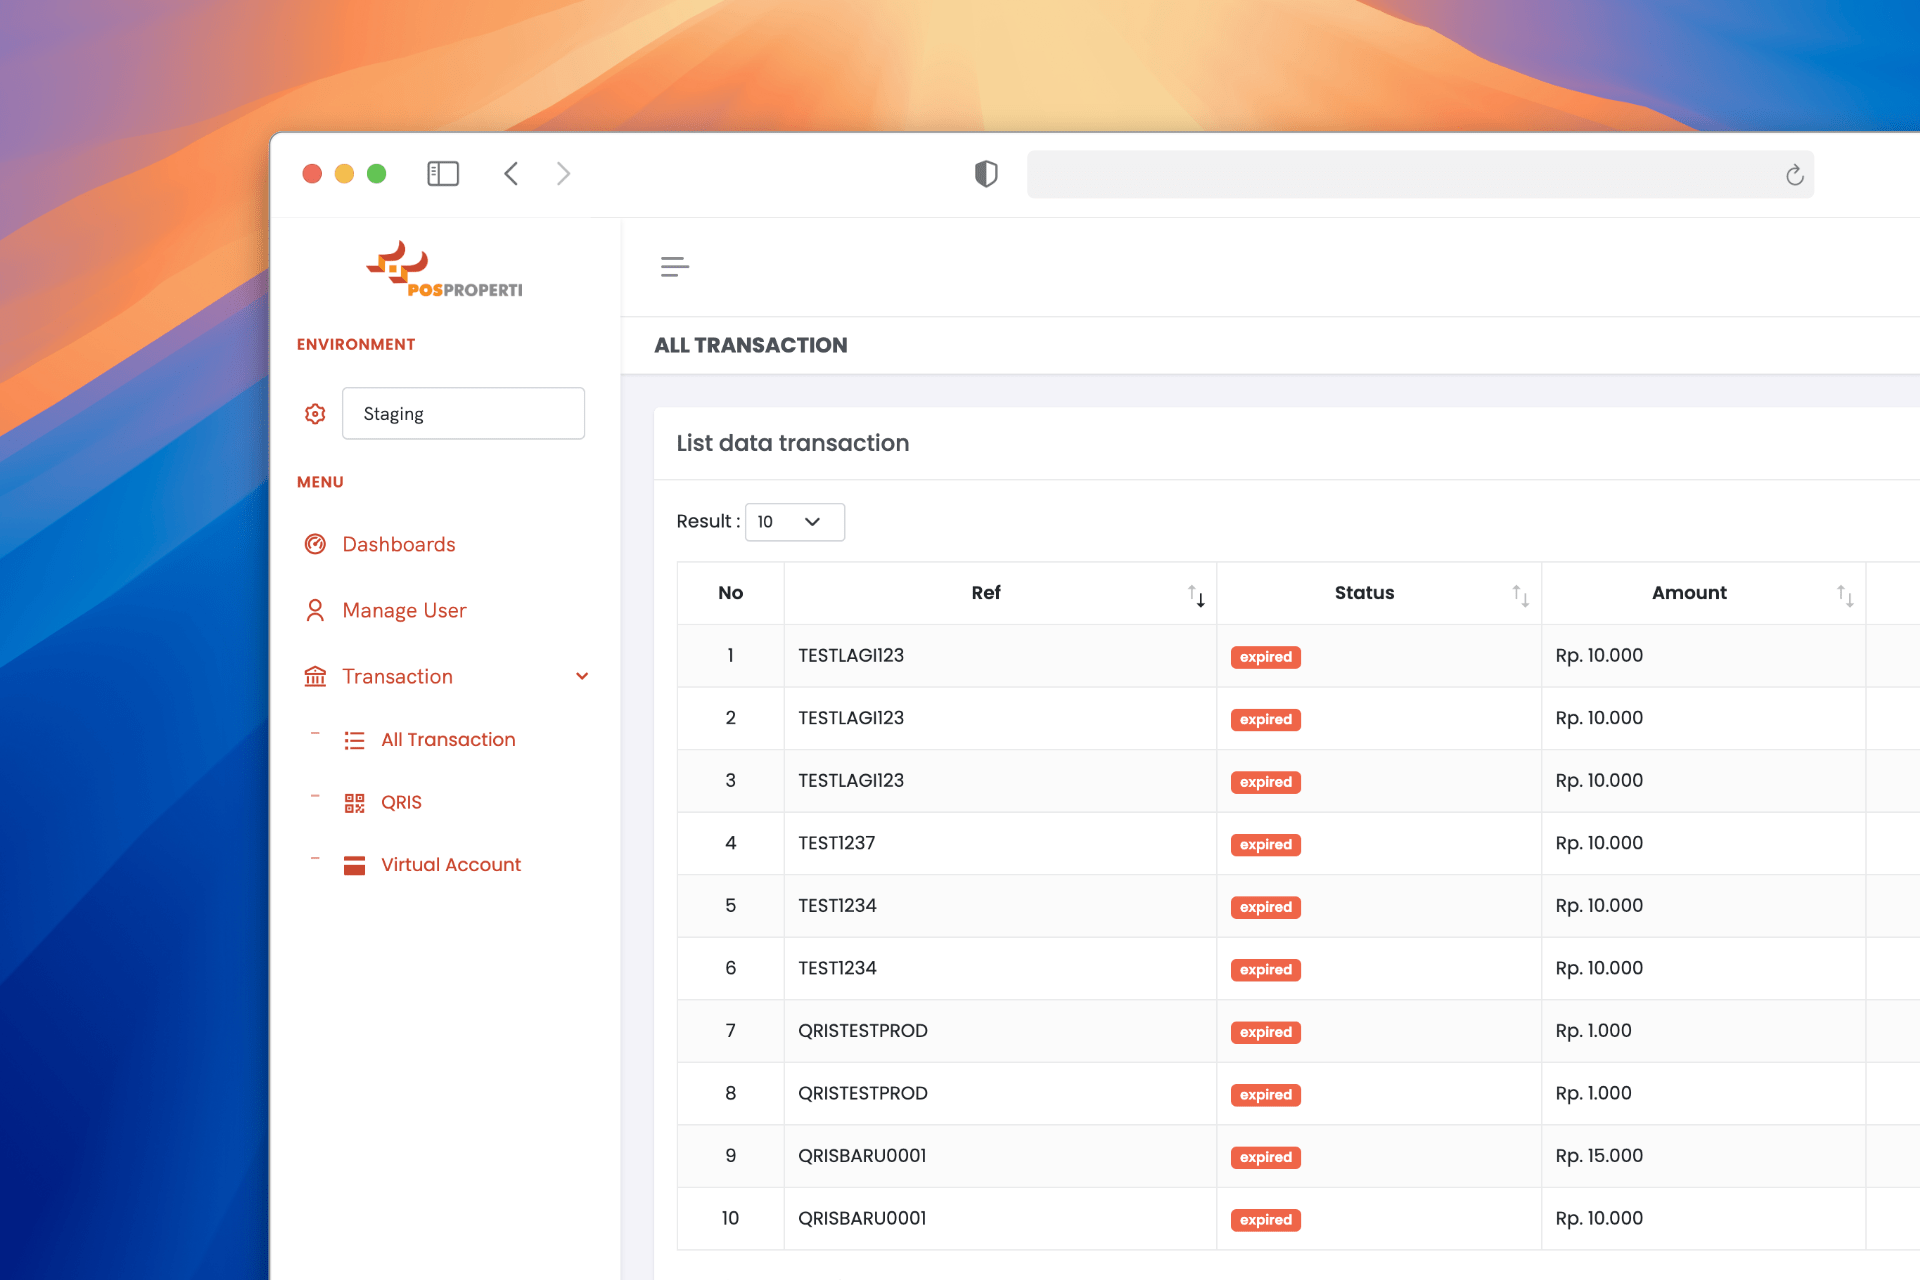 POSPROPERTI
ENVIRONMENT
Staging
MENU
Dashboards
Manage User
Transaction
All Transaction
QRIS
Virtual Account
ALL TRANSACTION
List data transaction
Result : 10
No Ref Status Amount
1 TESTLAGI123 expired Rp. 10.000
2 TESTLAGI123 expired Rp. 10.000
3 TESTLAGI123 expired Rp. 10.000
4 TEST1237 expired Rp. 10.000
5 TEST1234 expired Rp. 10.000
6 TEST1234 expired Rp. 10.000
7 QRISTESTPROD expired Rp. 1.000
8 QRISTESTPROD expired Rp. 1.000
9 QRISBARU0001 expired Rp. 15.000
10 QRISBARU0001 expired Rp. 10.000